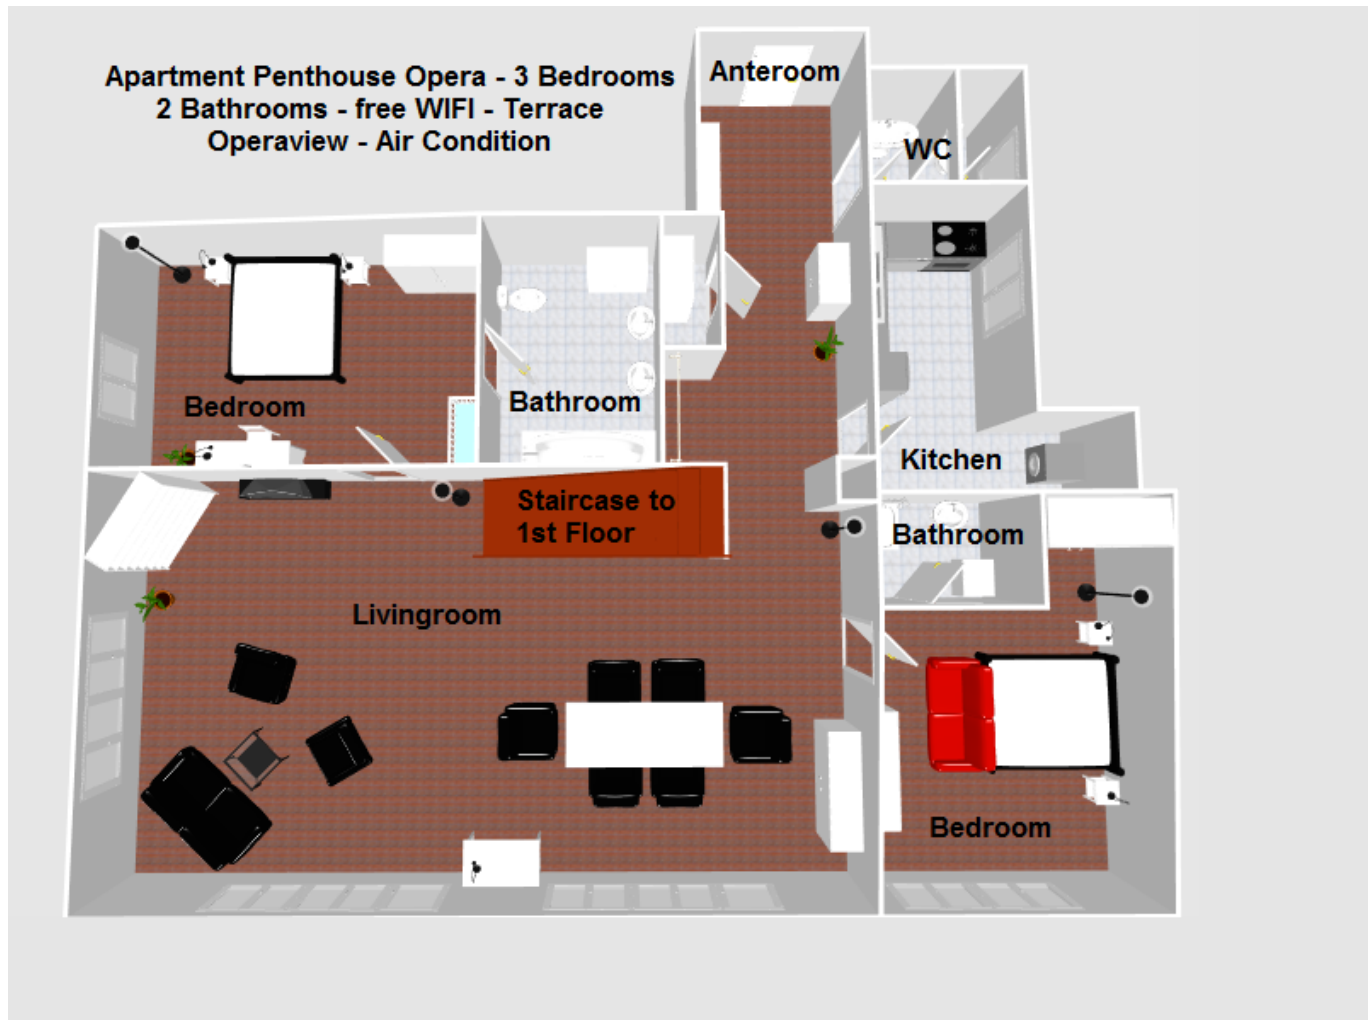 Apartment Penthouse Opera - 3 Bedrooms
2 Bathrooms - free WIFI - Terrace
Operaview - Air Condition
Anteroom
WC
Bedroom
Bathroom
Kitchen
Staircase to
1st Floor
Bathroom
Livingroom
Bedroom